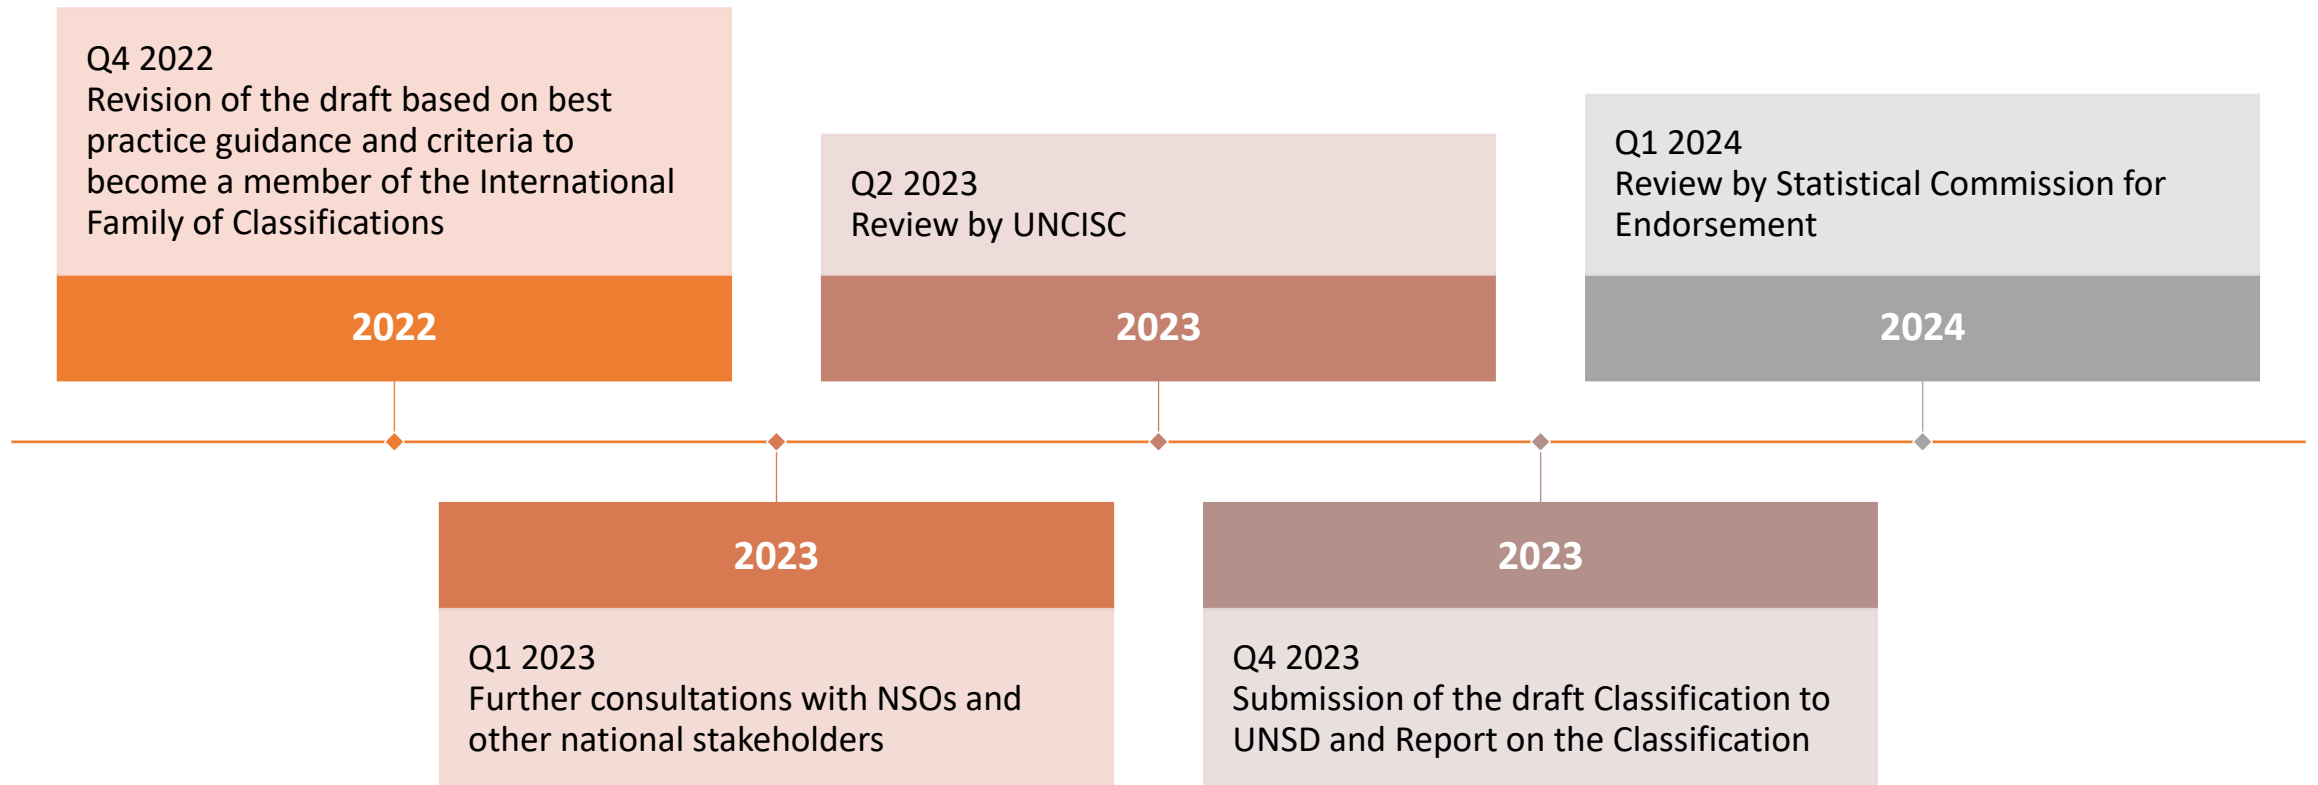 Q4 2022
Revision of the draft based on best
practice guidance and criteria to
become a member of the International
Family of Classifications
2022
2023
Q1 2023
Further consultations with NSOs and
other national stakeholders
Q2 2023
Review by UNCISC
2023
2023
Q4 2023
Submission of the draft Classification to
UNSD and Report on the Classification
Q1 2024
Review by Statistical Commission for
Endorsement
2024